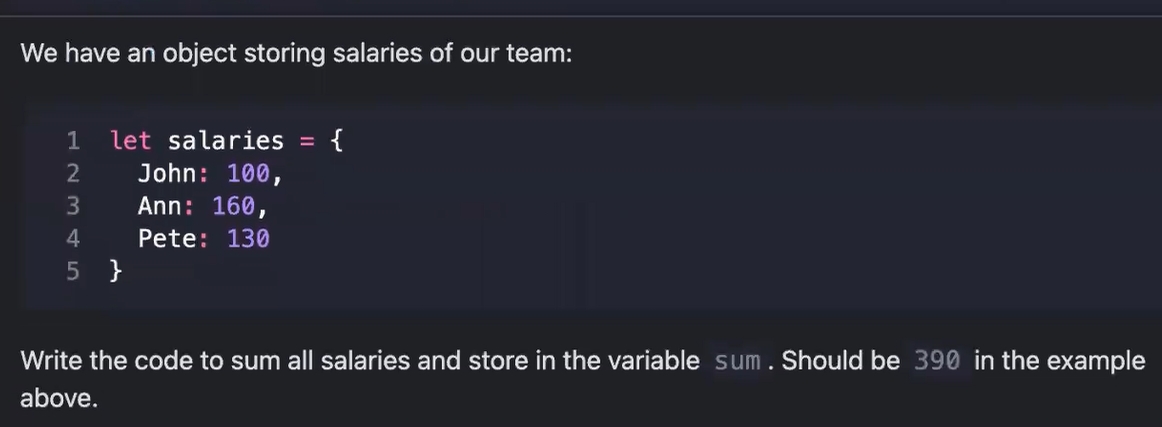 We have an object storing salaries of our team:
1 let salaries = {
2 John: 100,
3 Ann: 160,
4 Pete: 130
5 }
Write the code to sum all salaries and store in the variable sum. Should be 390 in the example
above.